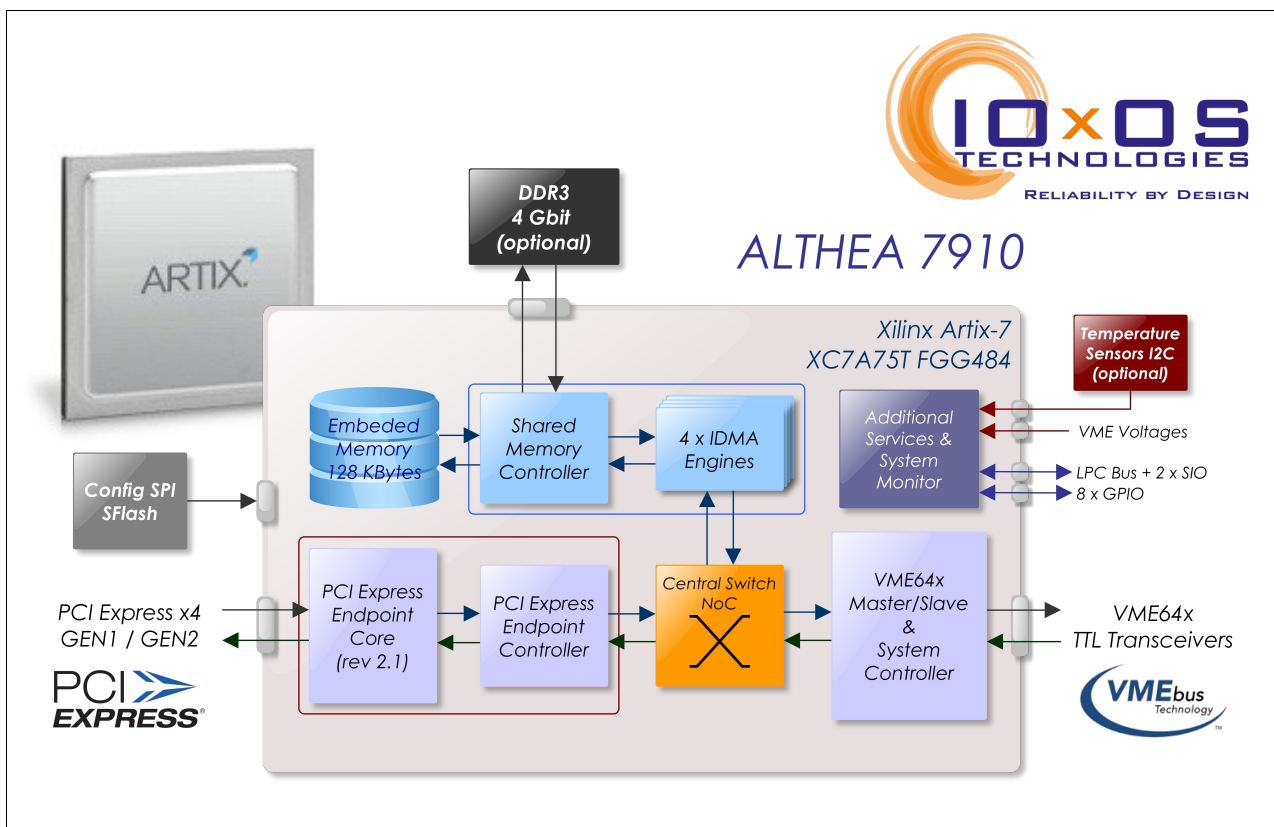 IOxOS
TECHNOLOGIES
RELIABILITY BY DESIGN
ALTHEA 7910
ARTIX
DDR3
4 Gbit
(optional)
Xilinx Artix-7
XC7A75T FGG484
Temperature
Sensors I2C
(optional)
Embeded
Memory
128 KBytes
Shared
Memory
Controller
4 x IDMA
Engines
Additional
Services &
System
Monitor
VME Voltages
LPC Bus + 2 x SIO
8 x GPIO
Config SPI
SFlash
PCI Express x4
GEN1 / GEN2
PCI
EXPRESS®
PCI Express
Endpoint
Core
(rev 2.1)
PCI Express
Endpoint
Controller
Central Switch
NoC
VME64x
Master/Slave
&
System
Controller
VME64x
TTL Transceivers
VMEbus
Technology
™